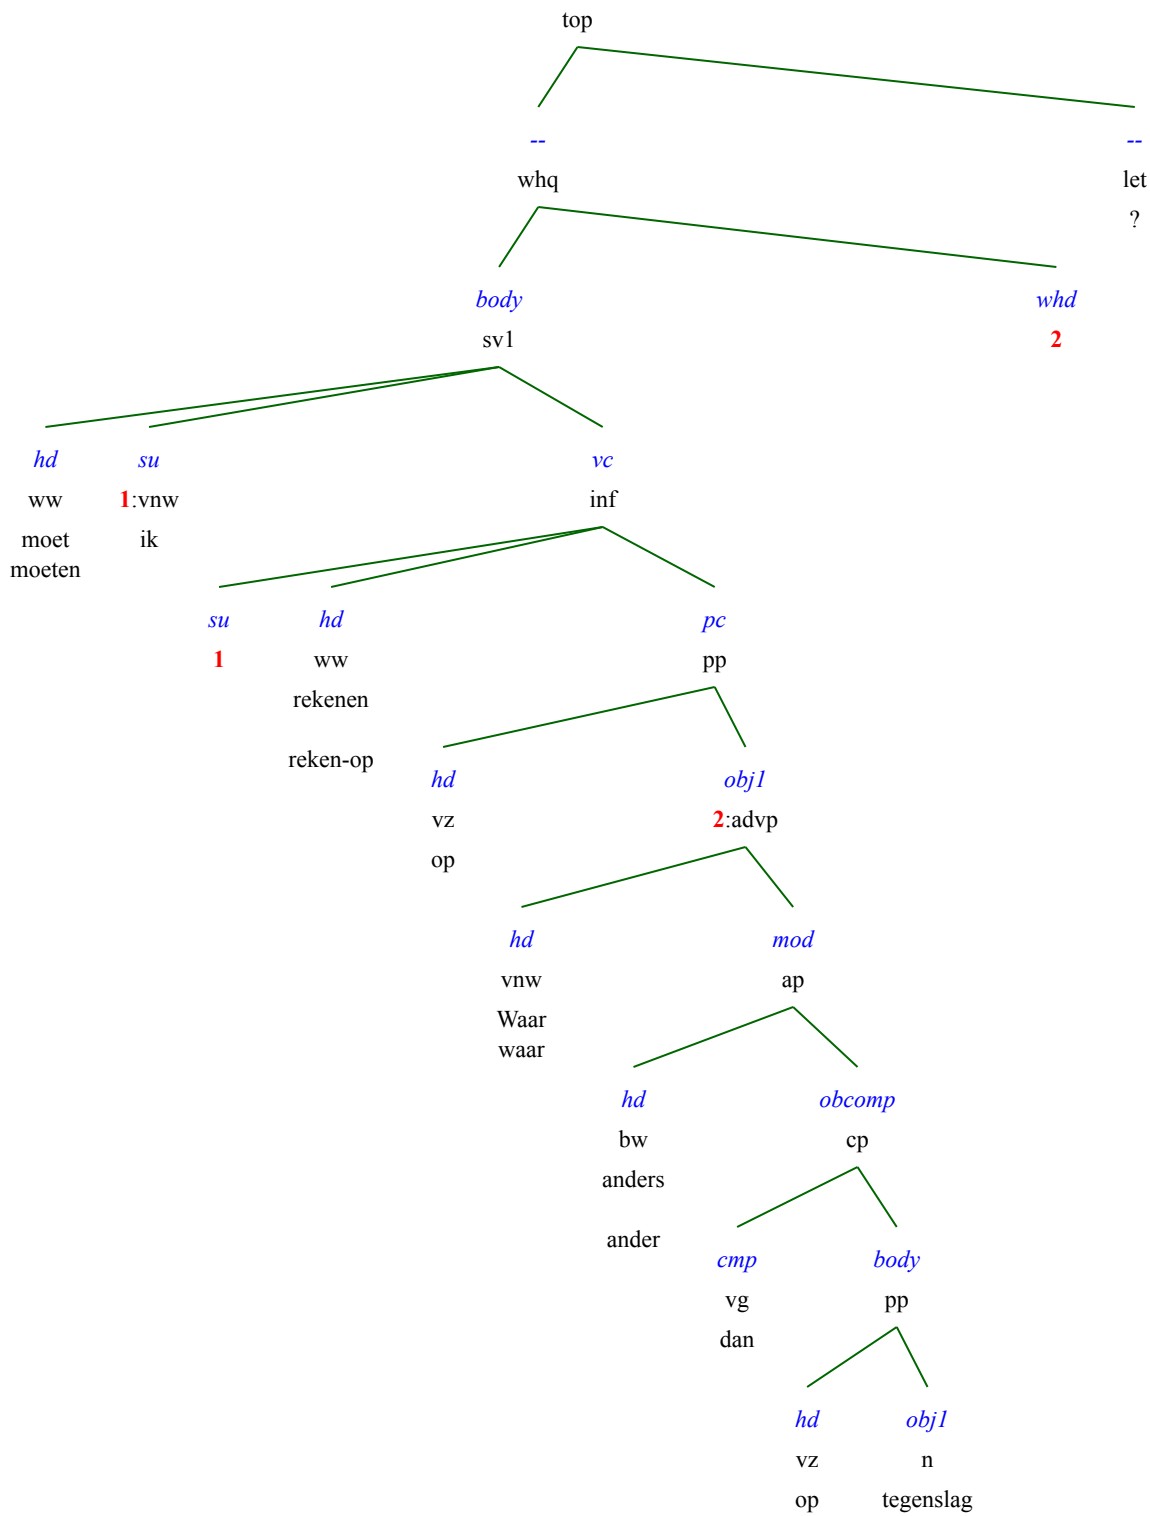 top
-- --
whq let
?
body whd
sv1 2
hd su vc
ww 1:vnw inf
moet ik
moeten
su hd pc
1 ww pp
rekenen
reken-op
hd obj1
vz 2:advp
op
hd mod
vnw ap
Waar
waar
hd obcomp
bw cp
anders
ander
cmp body
vg pp
dan
hd obj1
vz n
op tegenslag